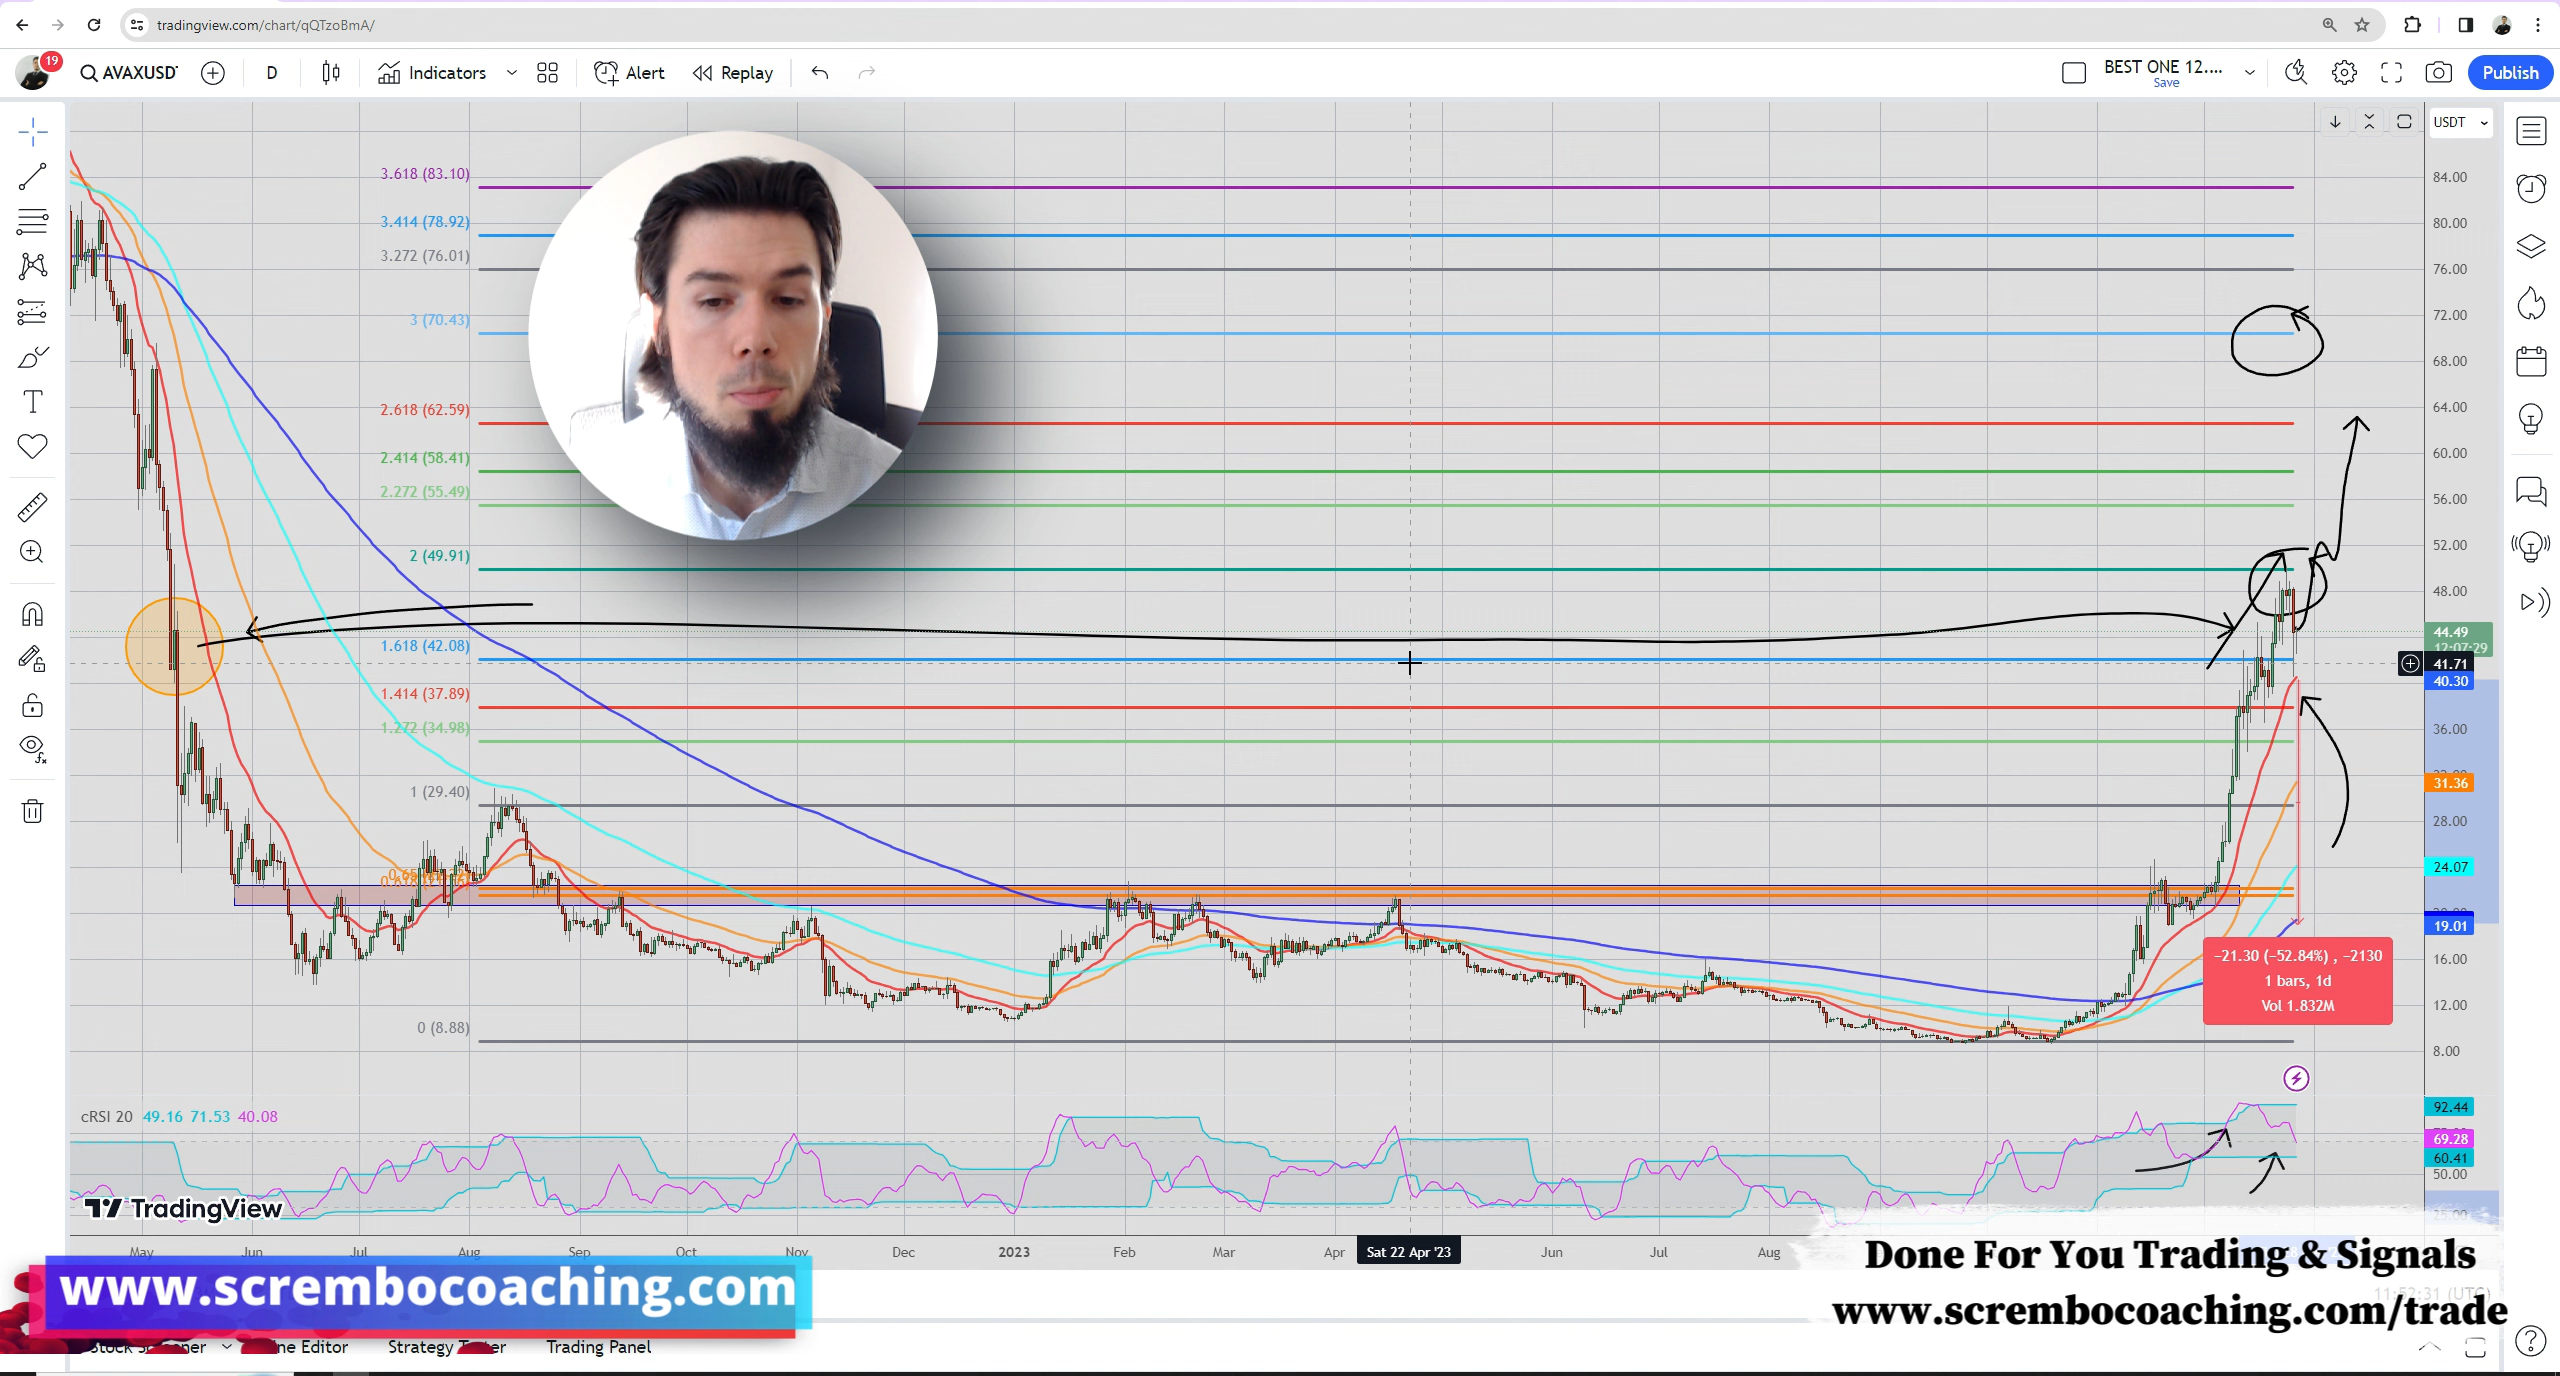 tradingview.com/chart/qQTzoBmA/
19
AVAXUSDT
D
Indicators
Alert
Replay
BEST ONE 12....
Save
Publish
USDT
3.618 (83.10)
3.414 (78.92)
3.272 (76.01)
3 (70.43)
2.618 (62.59)
2.414 (58.41)
2.272 (55.49)
2 (49.91)
1.618 (42.08)
1.414 (37.89)
1.272 (34.98)
1 (29.40)
0 (8.88)
84.00
80.00
76.00
72.00
68.00
64.00
60.00
56.00
52.00
48.00
44.49
12:07:29
41.71
40.30
36.00
31.36
28.00
24.07
19.01
16.00
12.00
8.00
−21.30 (−52.84%) , −2130
1 bars, 1d
Vol 1.832M
cRSI 20 49.16 71.53 40.08
92.44
69.28
60.41
50.00
TradingView
May Jun Jul Aug Sep Oct Nov Dec 2023 Feb Mar Apr Sat 22 Apr '23 Jun Jul Aug
www.scrembocoaching.com
Done For You Trading & Signals
www.scrembocoaching.com/trade
Trading Panel